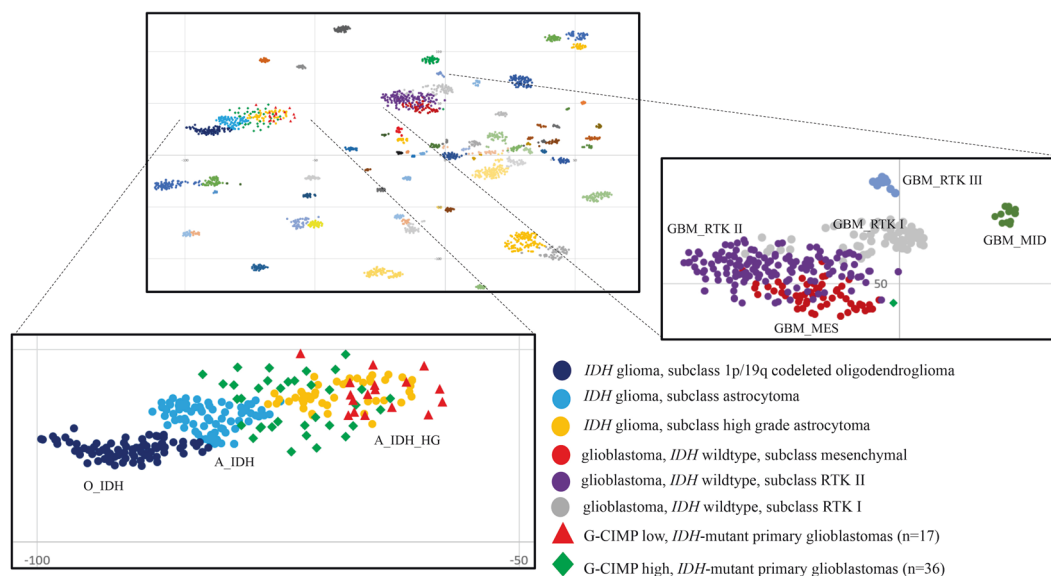 GBM_RTK III
GBM_RTK II
GBM_RTK I
GBM_MID
50
GBM_MES
A_IDH_HG
A_IDH
O_IDH
-100
-50
IDH glioma, subclass 1p/19q codeleted oligodendroglioma
IDH glioma, subclass astrocytoma
IDH glioma, subclass high grade astrocytoma
glioblastoma, IDH wildtype, subclass mesenchymal
glioblastoma, IDH wildtype, subclass RTK II
glioblastoma, IDH wildtype, subclass RTK I
G-CIMP low, IDH-mutant primary glioblastomas (n=17)
G-CIMP high, IDH-mutant primary glioblastomas (n=36)